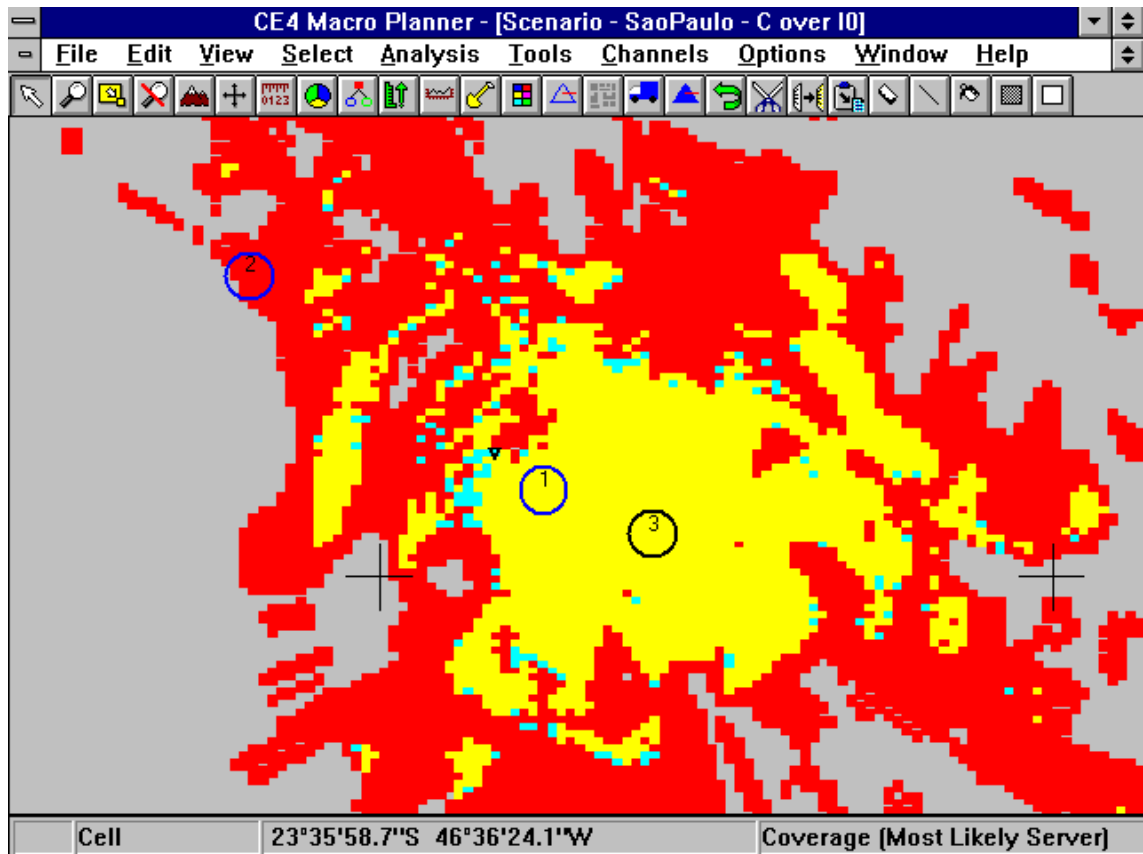 CE4 Macro Planner - [Scenario - SaoPaulo - C over I0]
File Edit View Select Analysis Tools Channels Options Window Help
0123
2
1
3
Cell 23°35'58.7"S 46°36'24.1"W Coverage (Most Likely Server)